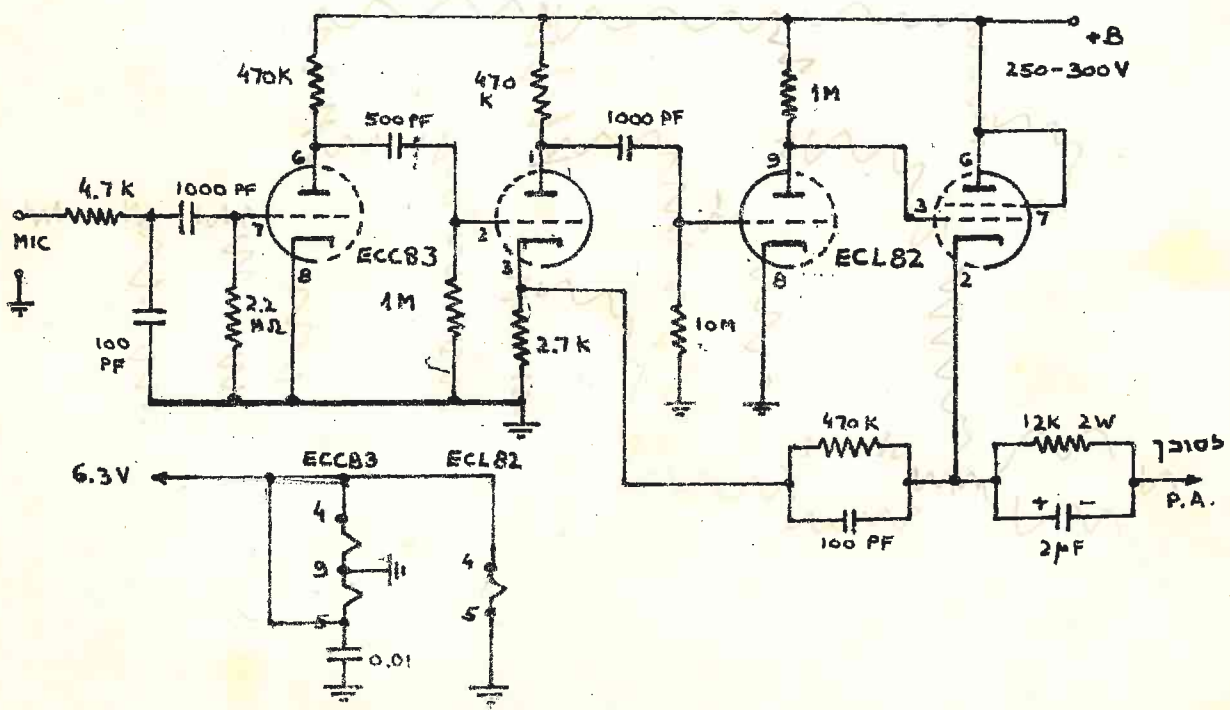 +B
250-300V
470K
470
K
1M
500 PF
1000 PF
6
1
9
6
4.7 K
1000 PF
MIC
7
2
3
7
ECC83
ECL82
8
3
8
2
100
PF
2.2
MΩ
1M
2.7 K
10M
470K
12K 2W
לסוכך
P.A.
+ -
100 PF
2µF
ECC83
ECL82
6.3V
4
4
9
5
5
0.01